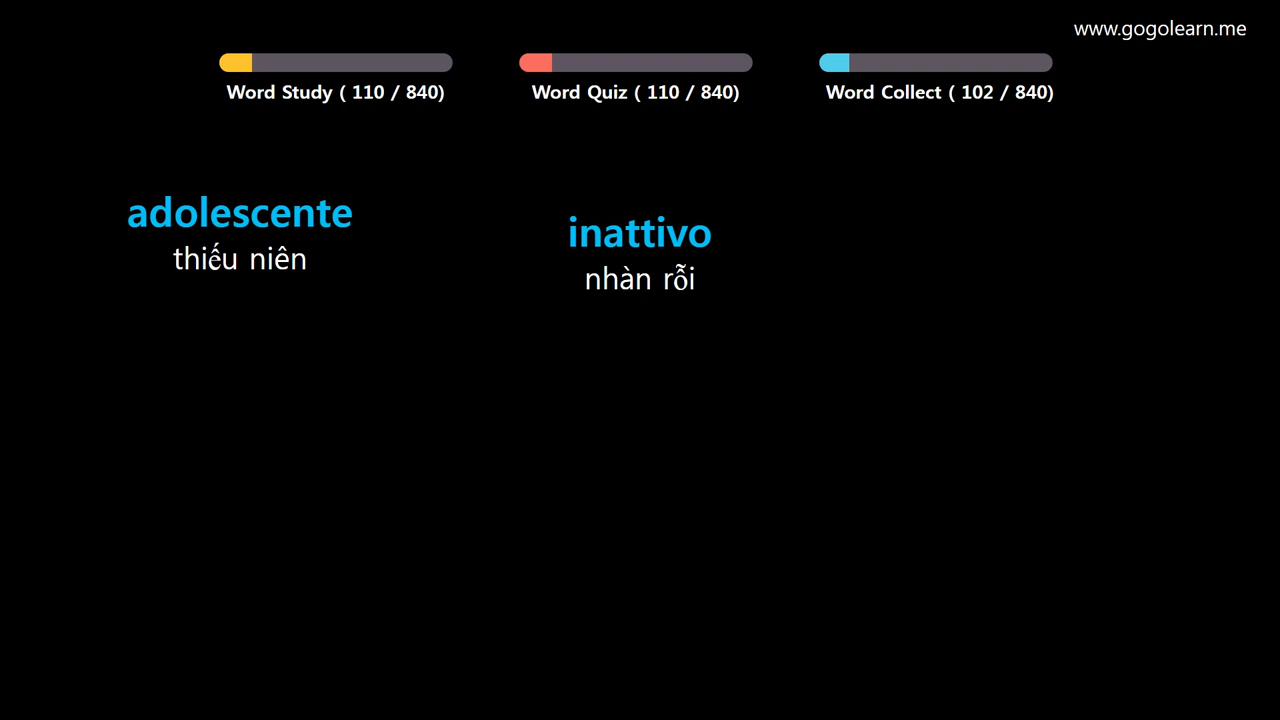 www.gogolearn.me
Word Study ( 110 / 840)
Word Quiz ( 110 / 840)
Word Collect ( 102 / 840)
adolescente
thiếu niên
inattivo
nhàn rỗi